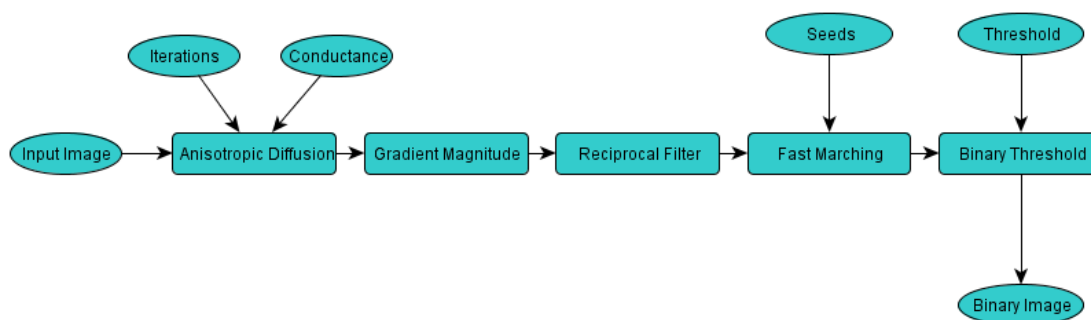 Seeds
Threshold
Iterations
Conductance
Input Image
Anisotropic Diffusion
Gradient Magnitude
Reciprocal Filter
Fast Marching
Binary Threshold
Binary Image